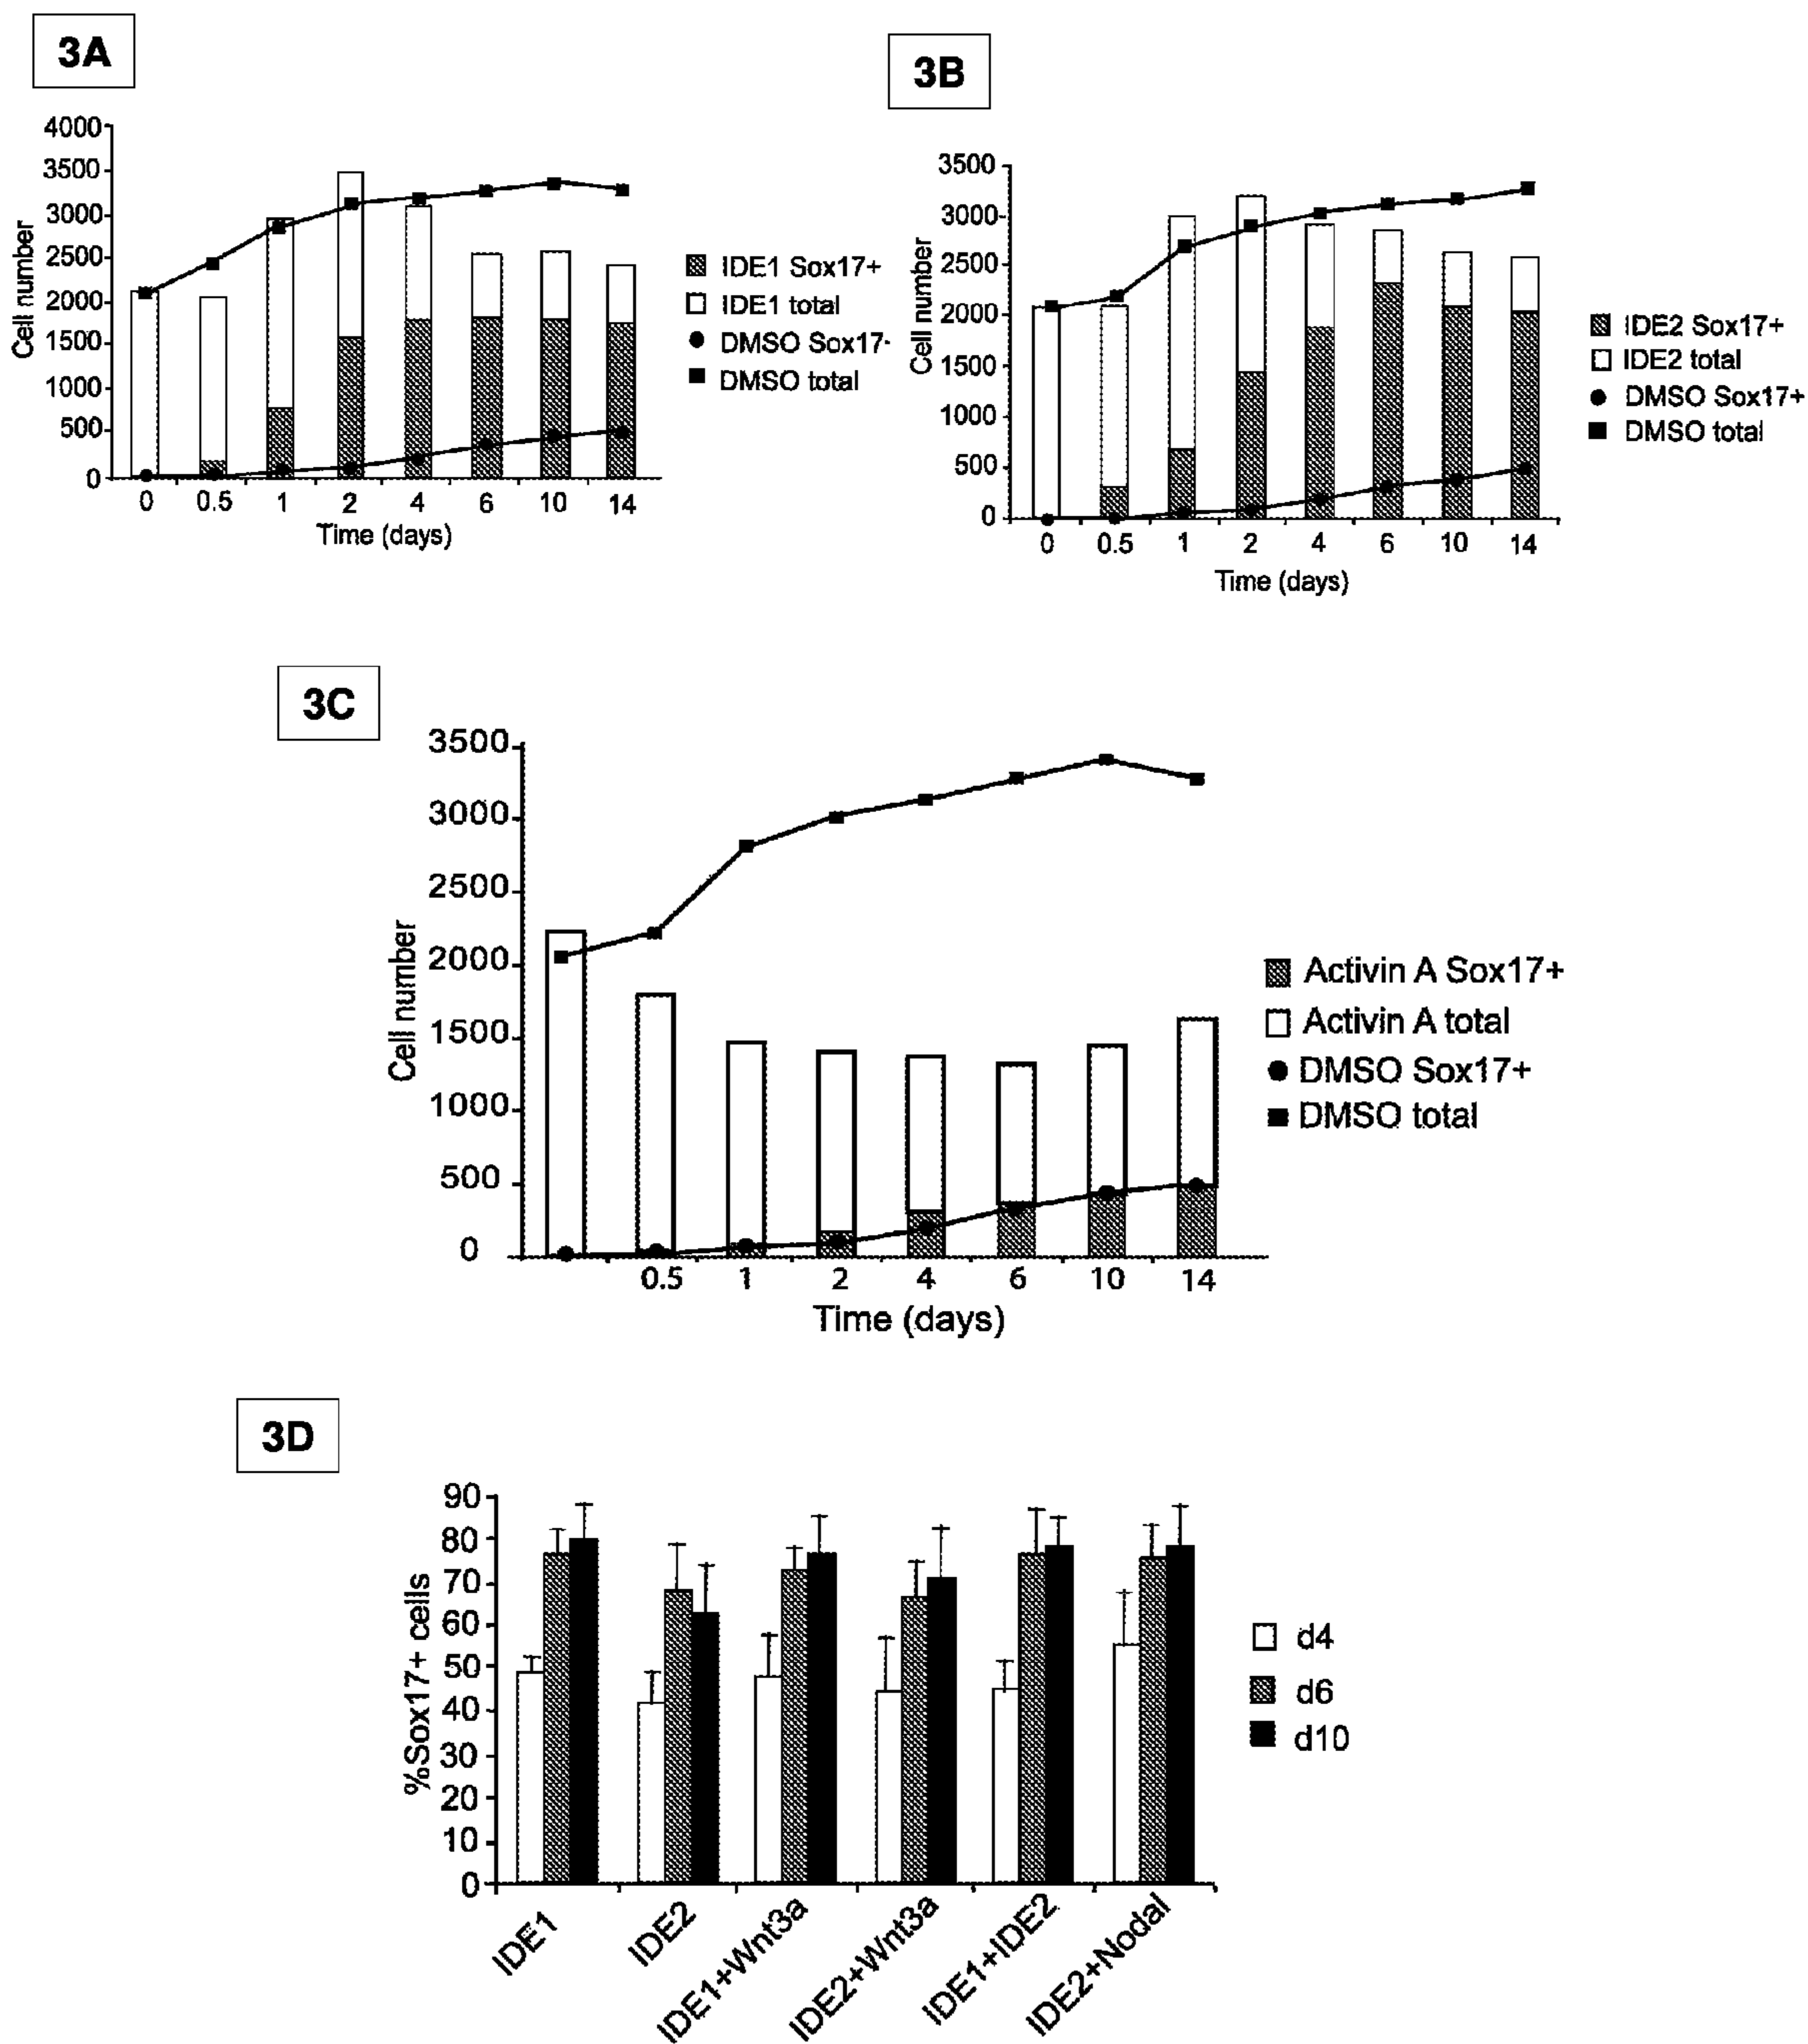 3A
4000
3500
3000
2500
2000
1500
1000
500
0
Cell number
0 0.5 1 2 4 6 10 14
Time (days)
IDE1 Sox17+
IDE1 total
DMSO Sox17-
DMSO total
3B
3500
3000
2500
2000
1500
1000
500
0
Cell number
0 0.5 1 2 4 6 10 14
Time (days)
IDE2 Sox17+
IDE2 total
DMSO Sox17+
DMSO total
3C
3500
3000
2500
2000
1500
1000
500
0
Cell number
0.5 1 2 4 6 10 14
Time (days)
Activin A Sox17+
Activin A total
DMSO Sox17+
DMSO total
3D
90
80
70
60
50
40
30
20
10
0
%Sox17+ cells
IDE1
IDE2
IDE1+Wnt3a
IDE2+Wnt3a
IDE1+IDE2
IDE2+Nodal
d4
d6
d10